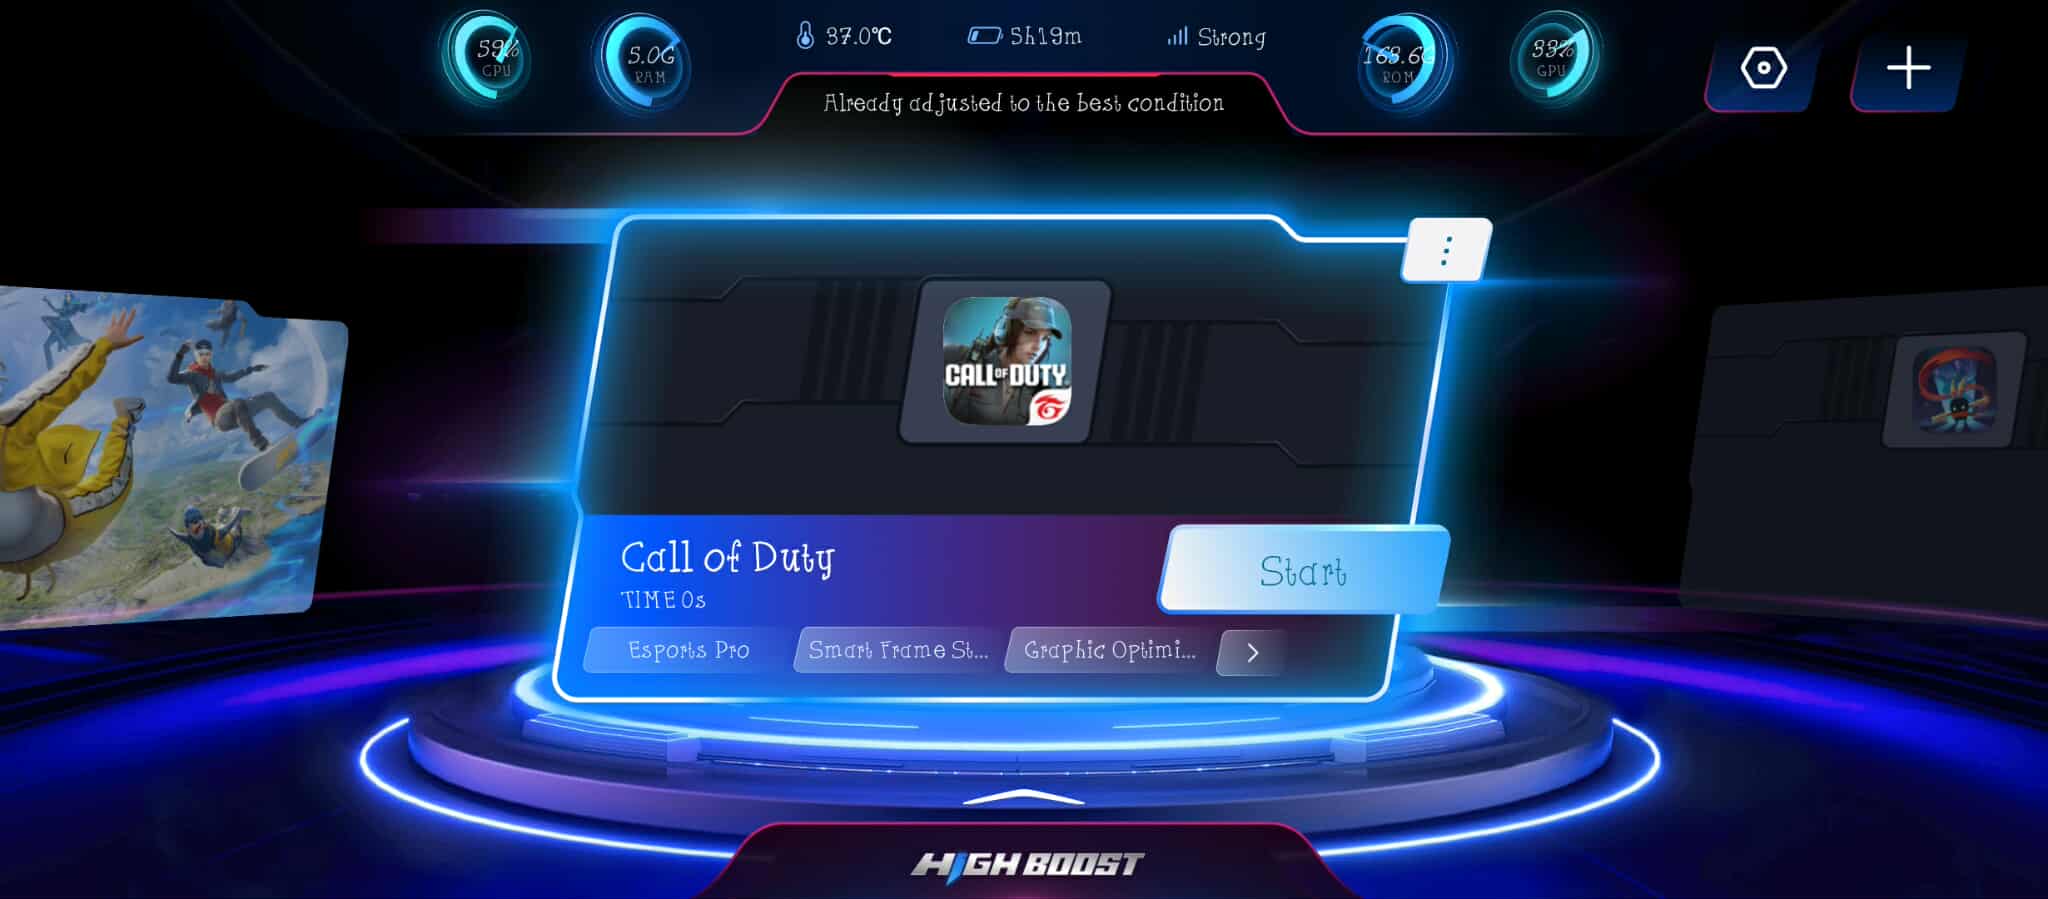 59%
CPU
5.0G
RAM
37.0℃
5h19m
Strong
168.6G
ROM
33%
GPU
Already adjusted to the best condition
CALL OF DUTY
Call of Duty
TIME 0s
Start
Esports Pro
Smart Frame St...
Graphic Optimi...
HiGH BOOST